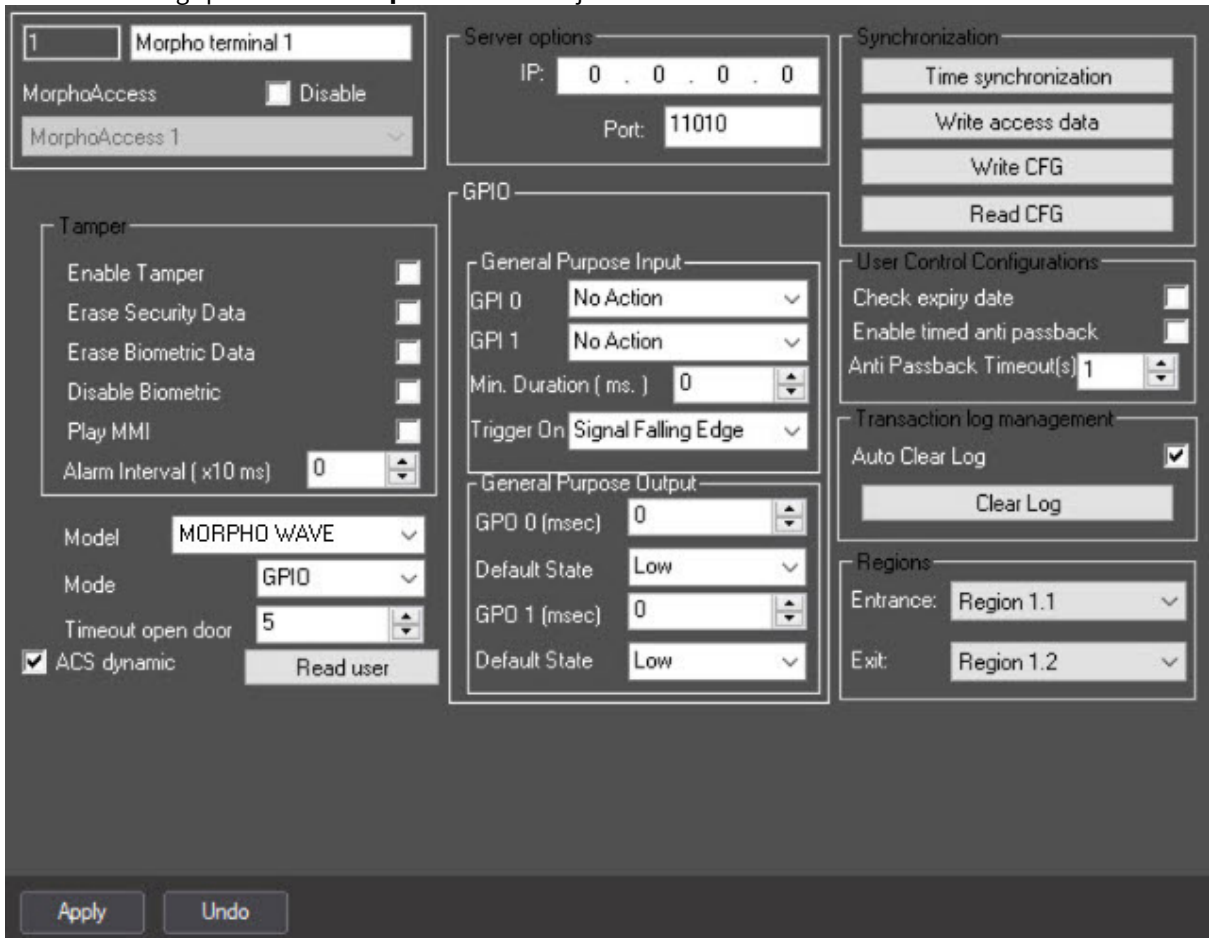 1
Morpho terminal 1
MorphoAccess
Disable
MorphoAccess 1
Tamper
Enable Tamper
Erase Security Data
Erase Biometric Data
Disable Biometric
Play MMI
Alarm Interval ( x10 ms) 0
Model MORPHO WAVE
Mode GPIO
Timeout open door 5
ACS dynamic
Read user
Server options
IP: 0 . 0 . 0 . 0
Port: 11010
GPIO
General Purpose Input
GPI 0 No Action
GPI 1 No Action
Min. Duration ( ms. ) 0
Trigger On Signal Falling Edge
General Purpose Output
GPO 0 (msec) 0
Default State Low
GPO 1 (msec) 0
Default State Low
Synchronization
Time synchronization
Write access data
Write CFG
Read CFG
User Control Configurations
Check expiry date
Enable timed anti passback
Anti Passback Timeout(s) 1
Transaction log management
Auto Clear Log
Clear Log
Regions
Entrance: Region 1.1
Exit: Region 1.2
Apply
Undo